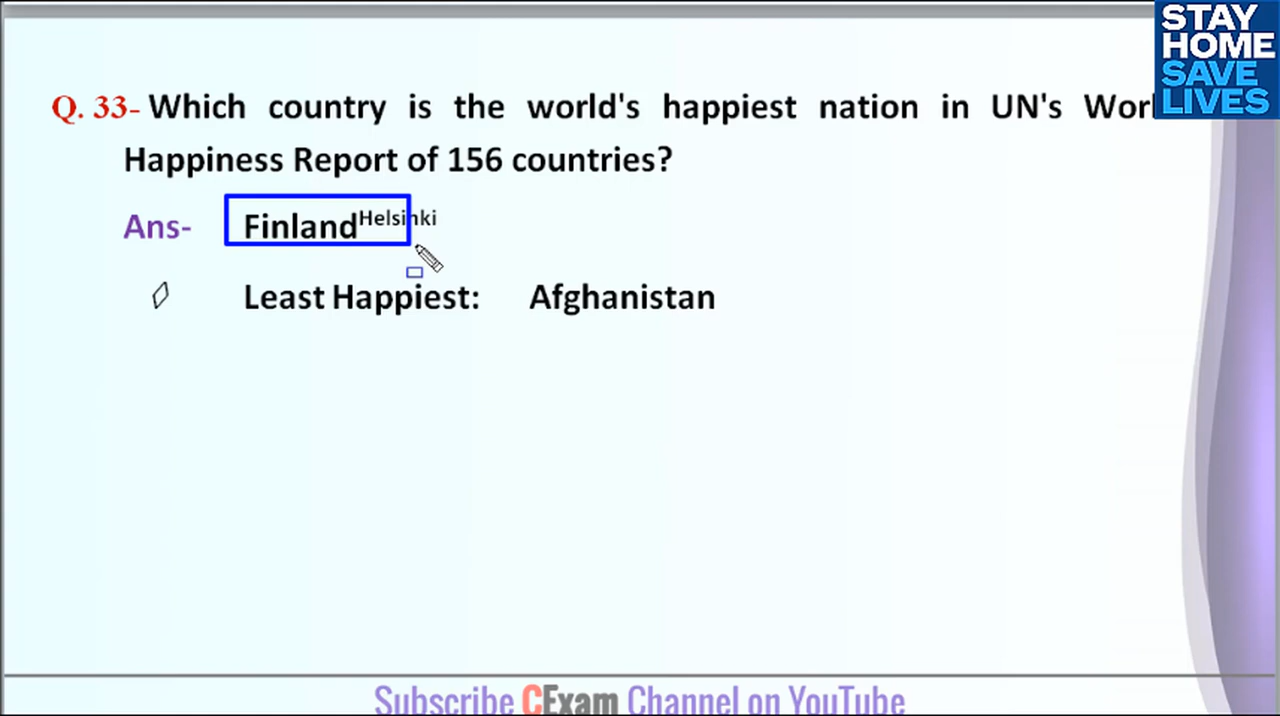 STAY
HOME
SAVE
LIVES
Q. 33- Which country is the world's happiest nation in UN's
Happiness Report of 156 countries?
Ans- Finland Helsinki
Least Happiest: Afghanistan
Subscribe CExam Channel on YouTube